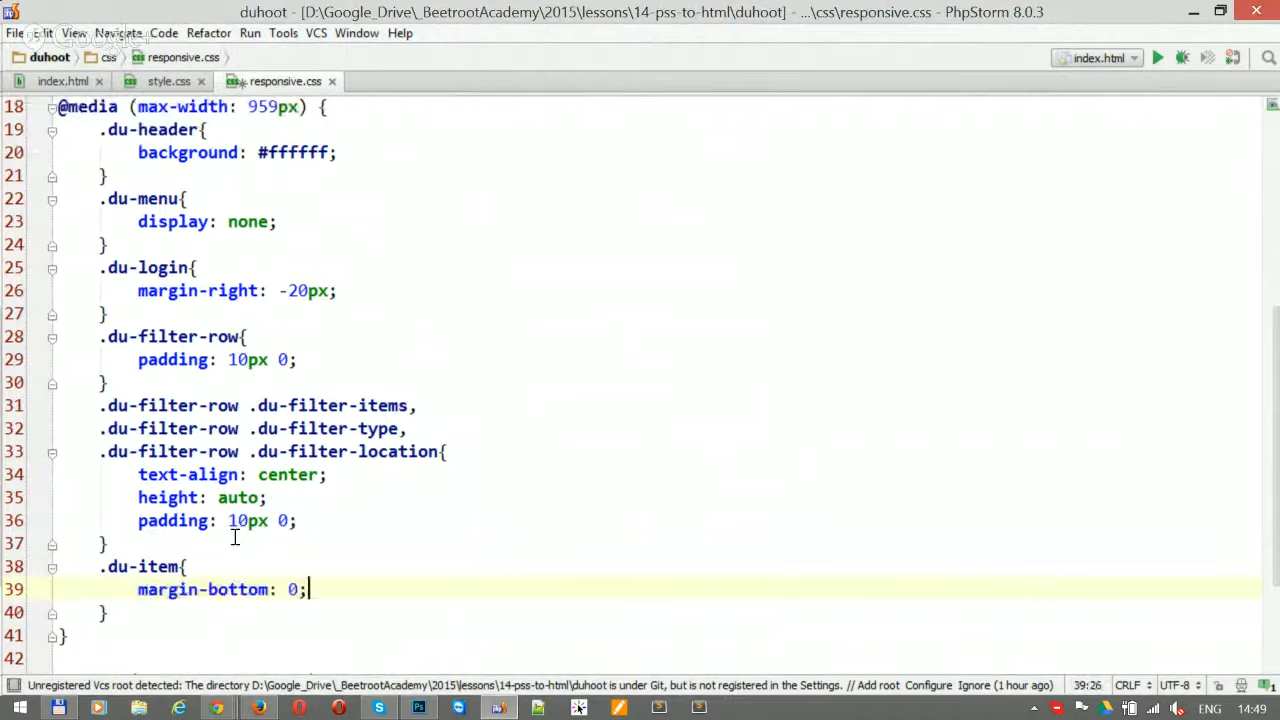 duhoot - [D:\Google_Drive\_BeetrootAcademy\2015\lessons\14-pss-to-html\duhoot] - ...\css\responsive.css - PhpStorm 8.0.3
File Edit View Navigate Code Refactor Run Tools VCS Window Help
Google+
duhoot css responsive.css index.html
index.html style.css responsive.css
18 @media (max-width: 959px) {
19 .du-header{
20 background: #ffffff;
21 }
22 .du-menu{
23 display: none;
24 }
25 .du-login{
26 margin-right: -20px;
27 }
28 .du-filter-row{
29 padding: 10px 0;
30 }
31 .du-filter-row .du-filter-items,
32 .du-filter-row .du-filter-type,
33 .du-filter-row .du-filter-location{
34 text-align: center;
35 height: auto;
36 padding: 10px 0;
37 }
38 .du-item{
39 margin-bottom: 0;
40 }
41 }
42
Unregistered Vcs root detected: The directory D:\Google_Drive\_BeetrootAcademy\2015\lessons\14-pss-to-html\duhoot is under Git, but is not registered in the Settings. // Add root Configure Ignore (1 hour ago) 39:26 CRLF UTF-8
ENG 14:49